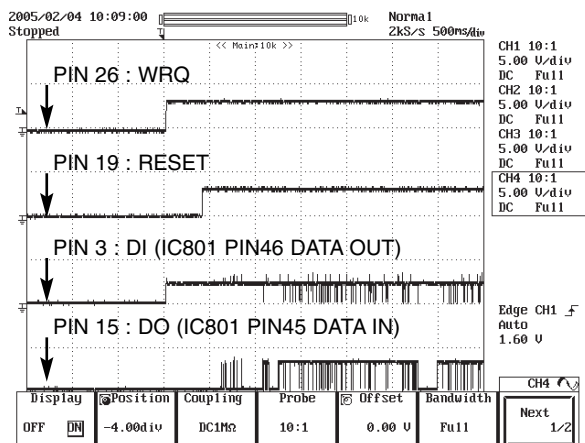 2005/02/04 10:09:00
Stopped
10k
Normal
2kS/s 500ms/div
<< Main:10k >>
CH1 10:1
5.00 V/div
DC Full
CH2 10:1
5.00 V/div
DC Full
CH3 10:1
5.00 V/div
DC Full
CH4 10:1
5.00 V/div
DC Full
PIN 26 : WRQ
PIN 19 : RESET
PIN 3 : DI (IC801 PIN46 DATA OUT)
PIN 15 : DO (IC801 PIN45 DATA IN)
Edge CH1
Auto
1.60 V
CH4
Display
OFF ON
Position
-4.00div
Coupling
DC1MΩ
Probe
10:1
Offset
0.00 V
Bandwidth
Full
Next
1/2